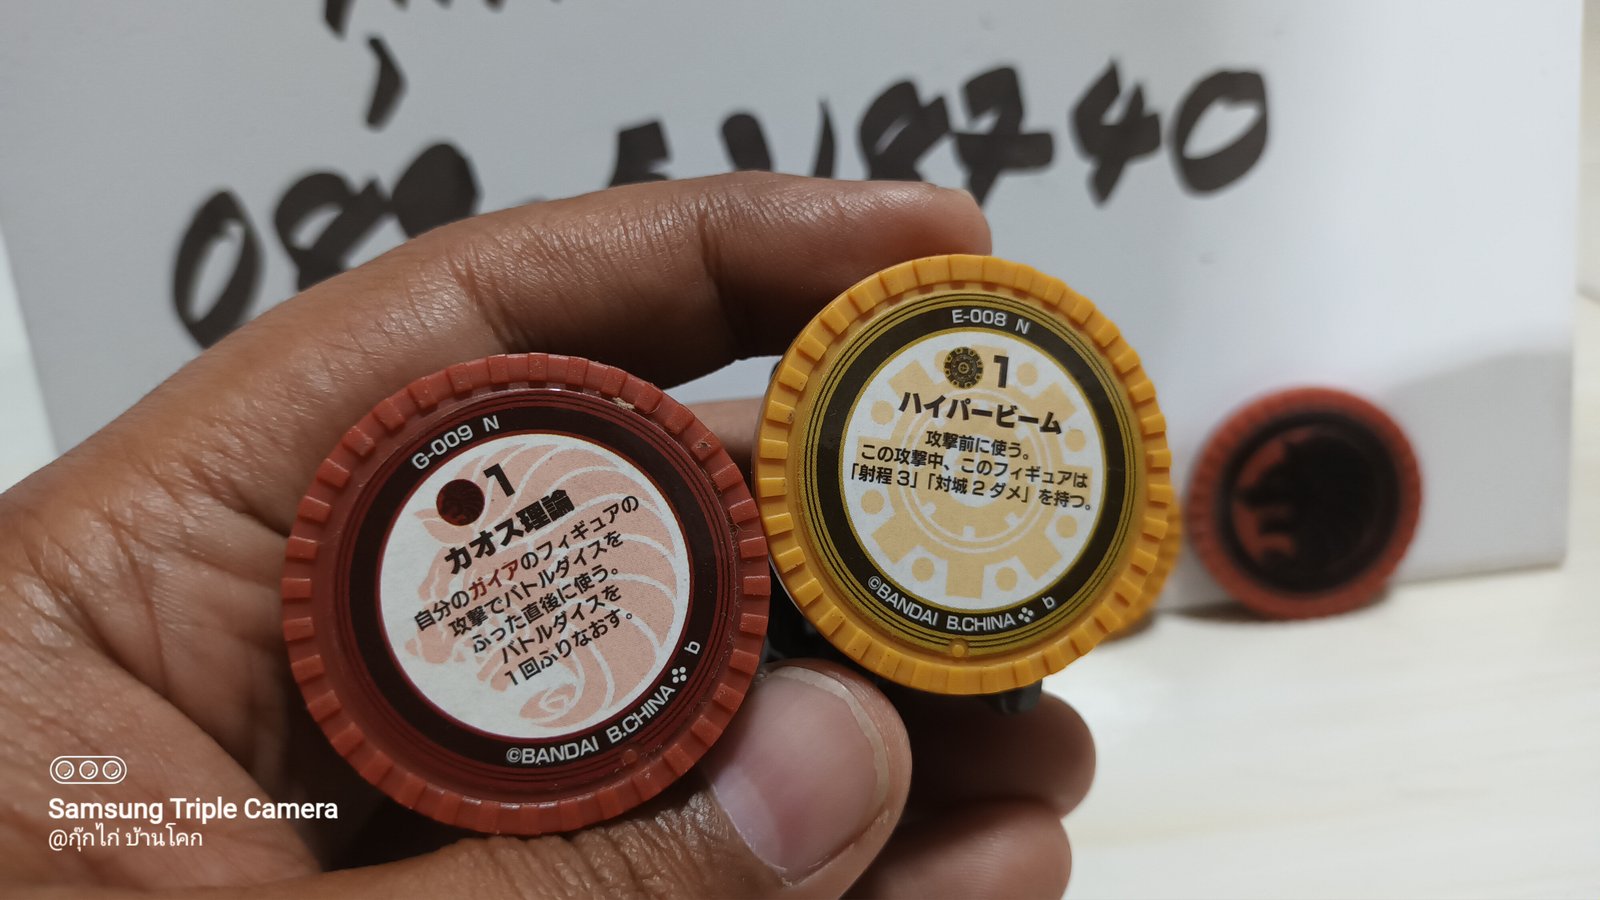 G-009 N
1
カオス理論
自分のガイアのフィギュアの
攻撃でバトルダイスを
ふった直後に使う。
バトルダイスを
1回ふりなおす。
©BANDAI B.CHINA b
E-008 N
1
ハイパービーム
攻撃前に使う。
この攻撃中、このフィギュアは
「射程3」「対城2ダメ」を持つ。
©BANDAI B.CHINA b
Samsung Triple Camera
@กุ๊กไก่ บ้านโคก